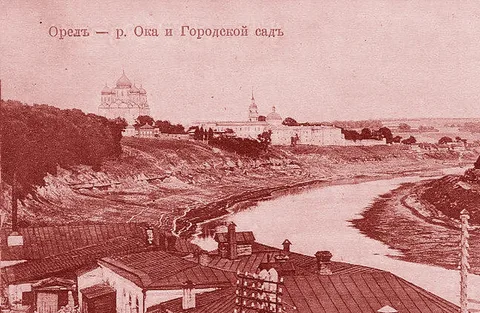 Орелъ — р. Ока и Городской садъ